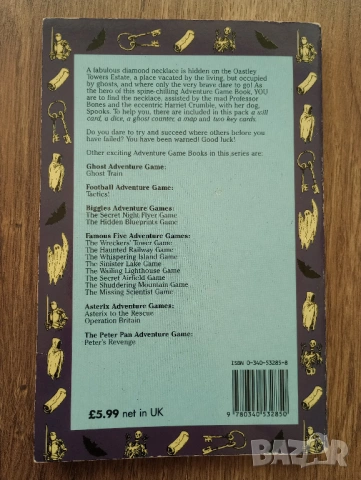 A fabulous diamond necklace is hidden on the Oastley
Towers Estate, a place vacated by the living, but occupied
by ghosts, and where only the very brave dare to go! As
the hero of this spine-chilling Adventure Game Book, YOU
are to find the necklace, assisted by the mad Professor
Bones and the eccentric Harriet Crumble, with her dog,
Spooks. To help you, there are included in this pack a will
card, a dice, a ghost counter, a map and two key cards.
Do you dare to try and succeed where others before you
have failed? You have been warned! Good luck!
Other exciting Adventure Game Books in this series are:
Ghost Adventure Game:
Ghost Train
Football Adventure Game:
Tactics!
Biggles Adventure Games:
The Secret Night Flyer Game
The Hidden Blueprints Game
Famous Five Adventure Games:
The Wreckers' Tower Game
The Haunted Railway Game
The Whispering Island Game
The Sinister Lake Game
The Wailing Lighthouse Game
The Secret Airfield Game
The Shuddering Mountain Game
The Missing Scientist Game
Asterix Adventure Games:
Asterix to the Rescue
Operation Britain
The Peter Pan Adventure Game:
Peter's Revenge
ISBN 0-340-53285-8
£5.99 net in UK
9 780340 532850
BAZAR
bg